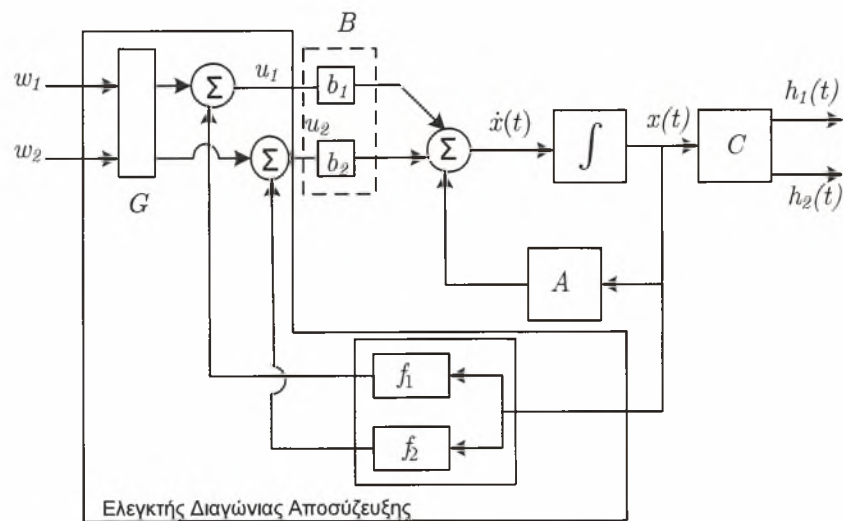 B
w₁
u₁
b₁
h₁(t)
u₂
ẋ(t)
x(t)
Σ
Σ
Σ
∫
C
w₂
b₂
h₂(t)
G
A
f₁
f₂
Ελεγκτής Διαγώνιας Αποσύζευξης